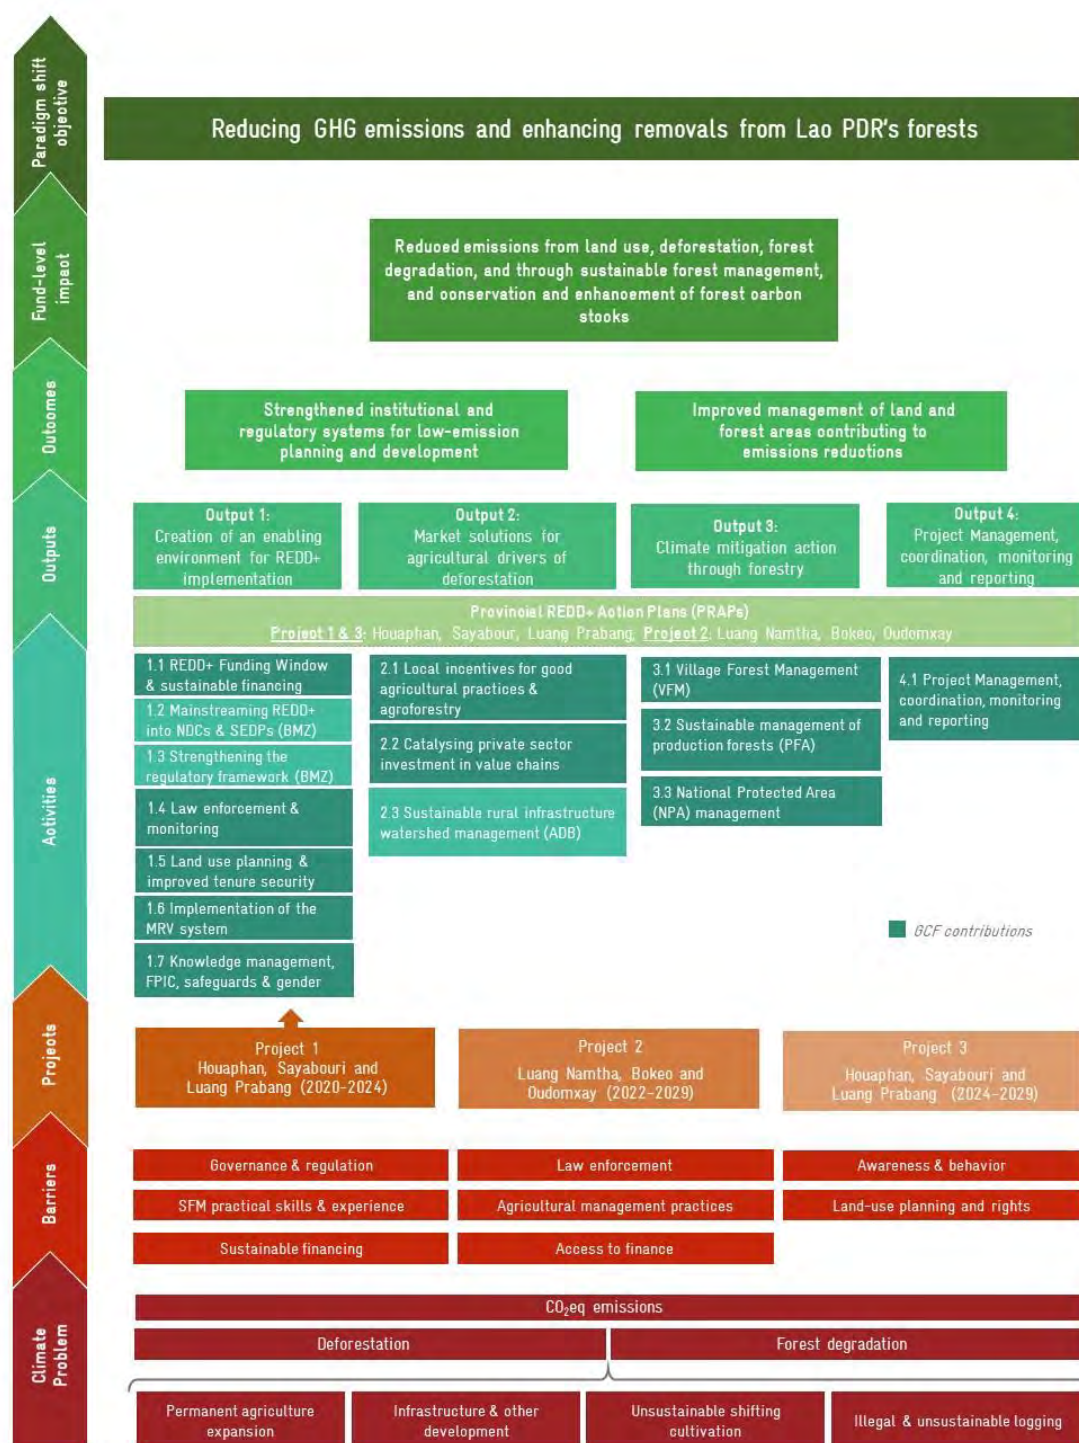 Paradigm shift
objective
Reducing GHG emissions and enhancing removals from Lao PDR's forests
Fund-level
impact
Reduced emissions from land use, deforestation, forest
degradation, and through sustainable forest management,
and conservation and enhancement of forest carbon
stocks
Outcomes
Strengthened institutional and
regulatory systems for low-emission
planning and development
Improved management of land and
forest areas contributing to
emissions reductions
Outputs
Output 1:
Creation of an enabling
environment for REDD+
implementation
Output 2:
Market solutions for
agricultural drivers of
deforestation
Output 3:
Climate mitigation action
through forestry
Output 4:
Project Management,
coordination, monitoring
and reporting
Provincial REDD+ Action Plans (PRAPs)
Project 1 & 3: Houaphan, Sayabour, Luang Prabang, Project 2: Luang Namtha, Bokeo, Oudomxay
Activities
1.1 REDD+ Funding Window
& sustainable financing
1.2 Mainstreaming REDD+
into NDCs & SEDPs (BMZ)
1.3 Strengthening the
regulatory framework (BMZ)
1.4 Law enforcement &
monitoring
1.5 Land use planning &
improved tenure security
1.6 Implementation of the
MRV system
1.7 Knowledge management,
FPIC, safeguards & gender
2.1 Local incentives for good
agricultural practices &
agroforestry
2.2 Catalysing private sector
investment in value chains
2.3 Sustainable rural infrastructure
watershed management (ADB)
3.1 Village Forest Management
(VFM)
3.2 Sustainable management of
production forests (PFA)
3.3 National Protected Area
(NPA) management
4.1 Project Management,
coordination, monitoring
and reporting
GCF contributions
Projects
Project 1
Houaphan, Sayabouri and
Luang Prabang (2020-2024)
Project 2
Luang Namtha, Bokeo and
Oudomxay (2022-2029)
Project 3
Houaphan, Sayabouri and
Luang Prabang (2024-2029)
Barriers
Governance & regulation
Law enforcement
Awareness & behavior
SFM practical skills & experience
Agricultural management practices
Land-use planning and rights
Sustainable financing
Access to finance
Climate
Problem
CO₂eq emissions
Deforestation
Forest degradation
Permanent agriculture
expansion
Infrastructure & other
development
Unsustainable shifting
cultivation
Illegal & unsustainable logging